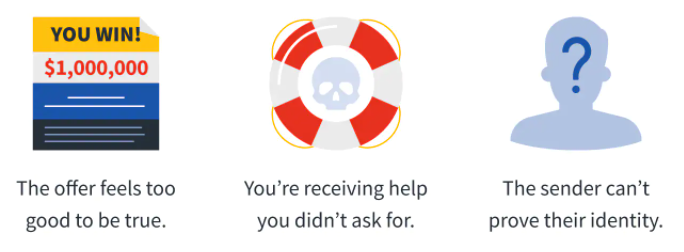 YOU WIN!
$1,000,000
?
The offer feels too
good to be true.
You're receiving help
you didn't ask for.
The sender can't
prove their identity.